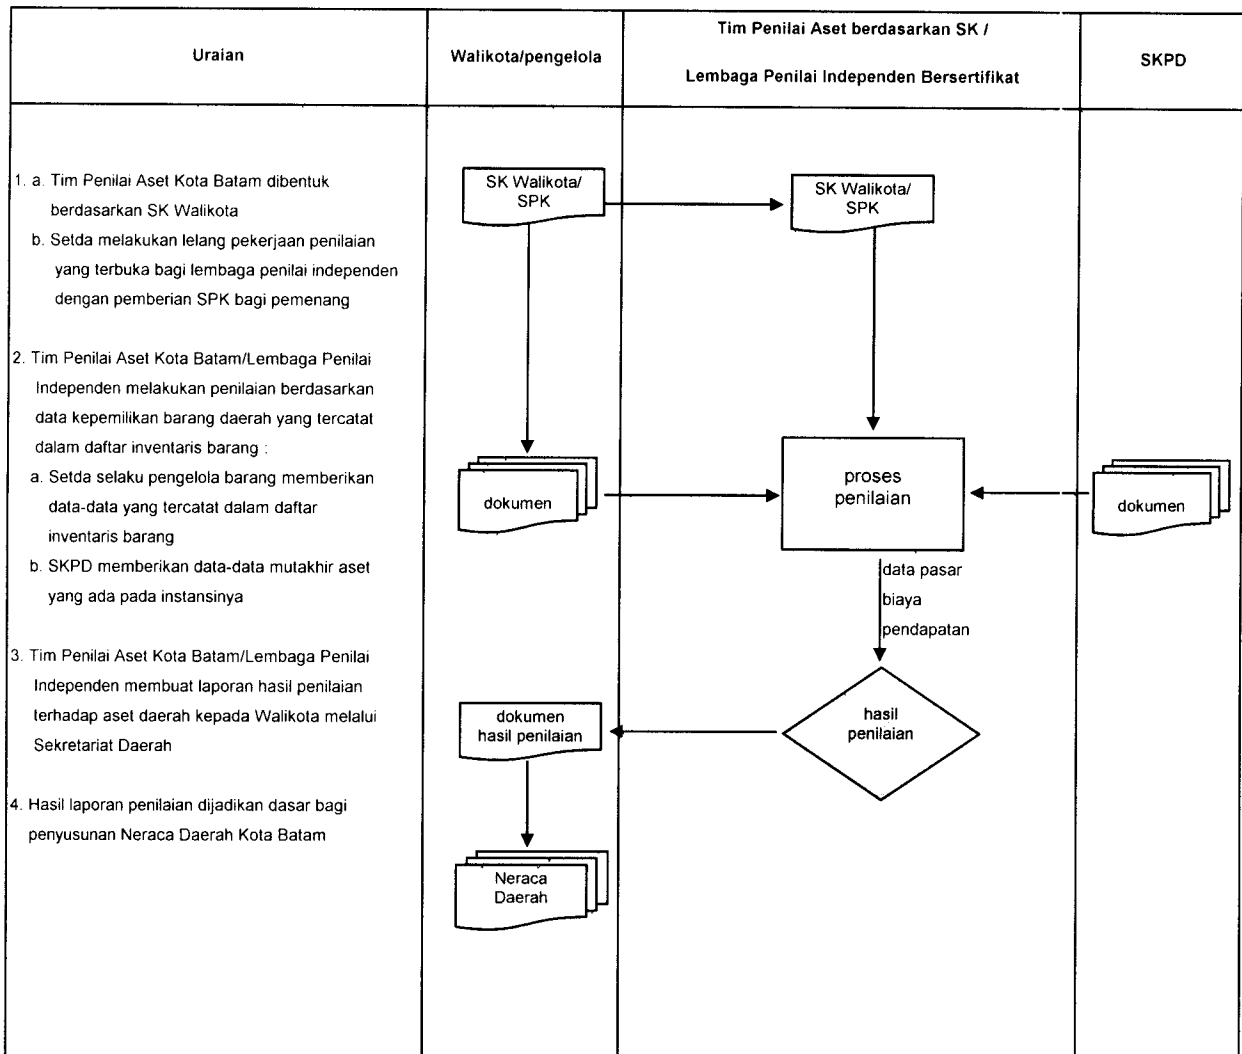 Uraian
Walikota/pengelola
Tim Penilai Aset berdasarkan SK /
Lembaga Penilai Independen Bersertifikat
SKPD
1. a. Tim Penilai Aset Kota Batam dibentuk
berdasarkan SK Walikota
b. Setda melakukan lelang pekerjaan penilaian
yang terbuka bagi lembaga penilai independen
dengan pemberian SPK bagi pemenang
SK Walikota/
SPK
SK Walikota/
SPK
2. Tim Penilai Aset Kota Batam/Lembaga Penilai
Independen melakukan penilaian berdasarkan
data kepemilikan barang daerah yang tercatat
dalam daftar inventaris barang :
a. Setda selaku pengelola barang memberikan
data-data yang tercatat dalam daftar
inventaris barang
b. SKPD memberikan data-data mutakhir aset
yang ada pada instansinya
dokumen
proses
penilaian
dokumen
data pasar
biaya
pendapatan
3. Tim Penilai Aset Kota Batam/Lembaga Penilai
Independen membuat laporan hasil penilaian
terhadap aset daerah kepada Walikota melalui
Sekretariat Daerah
dokumen
hasil penilaian
hasil
penilaian
4. Hasil laporan penilaian dijadikan dasar bagi
penyusunan Neraca Daerah Kota Batam
Neraca
Daerah